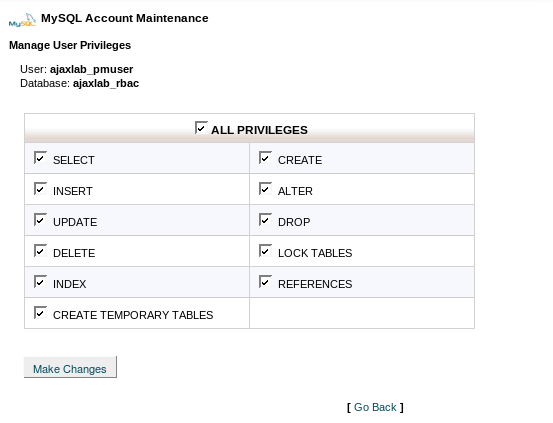 MySQL MySQL Account Maintenance
Manage User Privileges
User: ajaxlab_pmuser
Database: ajaxlab_rbac
ALL PRIVILEGES
SELECT CREATE
INSERT ALTER
UPDATE DROP
DELETE LOCK TABLES
INDEX REFERENCES
CREATE TEMPORARY TABLES
Make Changes
[ Go Back ]